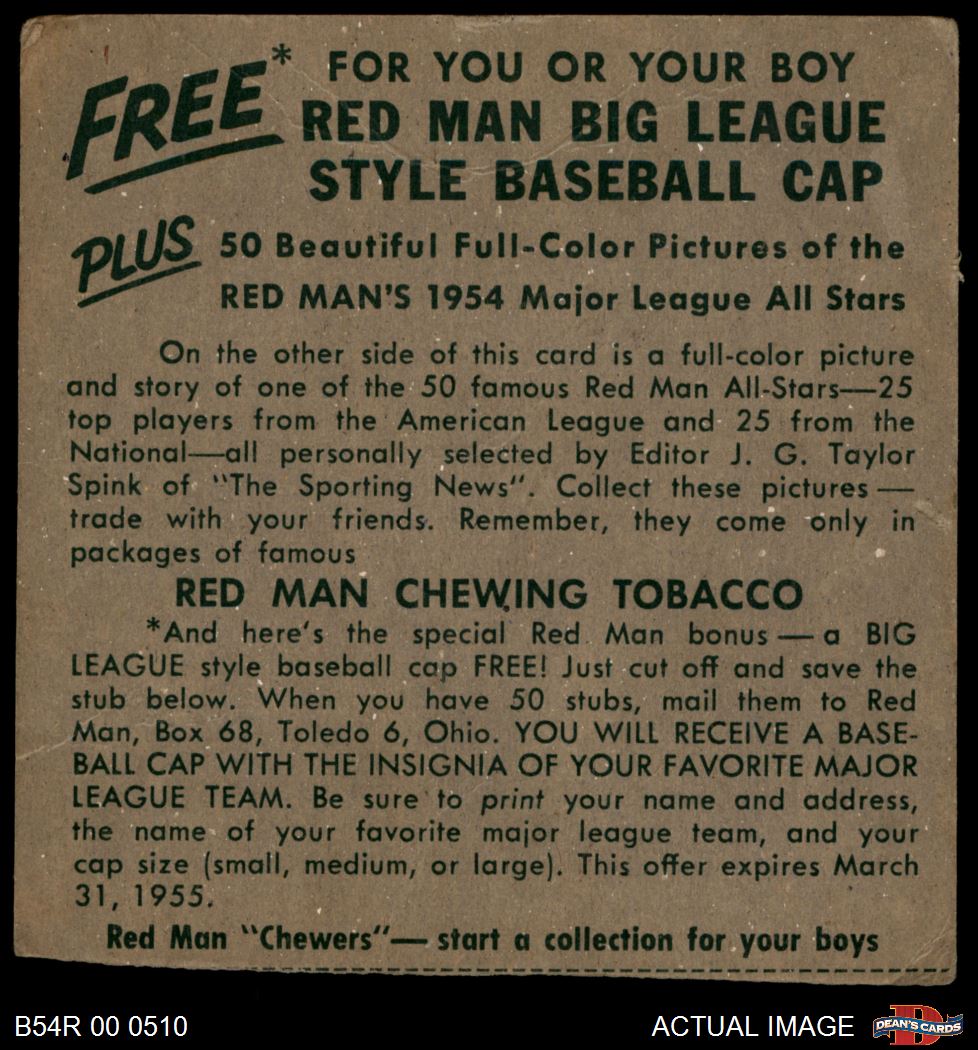 FREE* FOR YOU OR YOUR BOY
RED MAN BIG LEAGUE
STYLE BASEBALL CAP
PLUS 50 Beautiful Full-Color Pictures of the
RED MAN'S 1954 Major League All Stars
On the other side of this card is a full-color picture
and story of one of the 50 famous Red Man All-Stars—25
top players from the American League and 25 from the
National—all personally selected by Editor J. G. Taylor
Spink of "The Sporting News". Collect these pictures —
trade with your friends. Remember, they come only in
packages of famous
RED MAN CHEWING TOBACCO
*And here's the special Red Man bonus — a BIG
LEAGUE style baseball cap FREE! Just cut off and save the
stub below. When you have 50 stubs, mail them to Red
Man, Box 68, Toledo 6, Ohio. YOU WILL RECEIVE A BASE-
BALL CAP WITH THE INSIGNIA OF YOUR FAVORITE MAJOR
LEAGUE TEAM. Be sure to print your name and address,
the name of your favorite major league team, and your
cap size (small, medium, or large). This offer expires March
31, 1955.
Red Man "Chewers" — start a collection for your boys
B54R 00 0510
ACTUAL IMAGE
D
DEAN'S CARDS